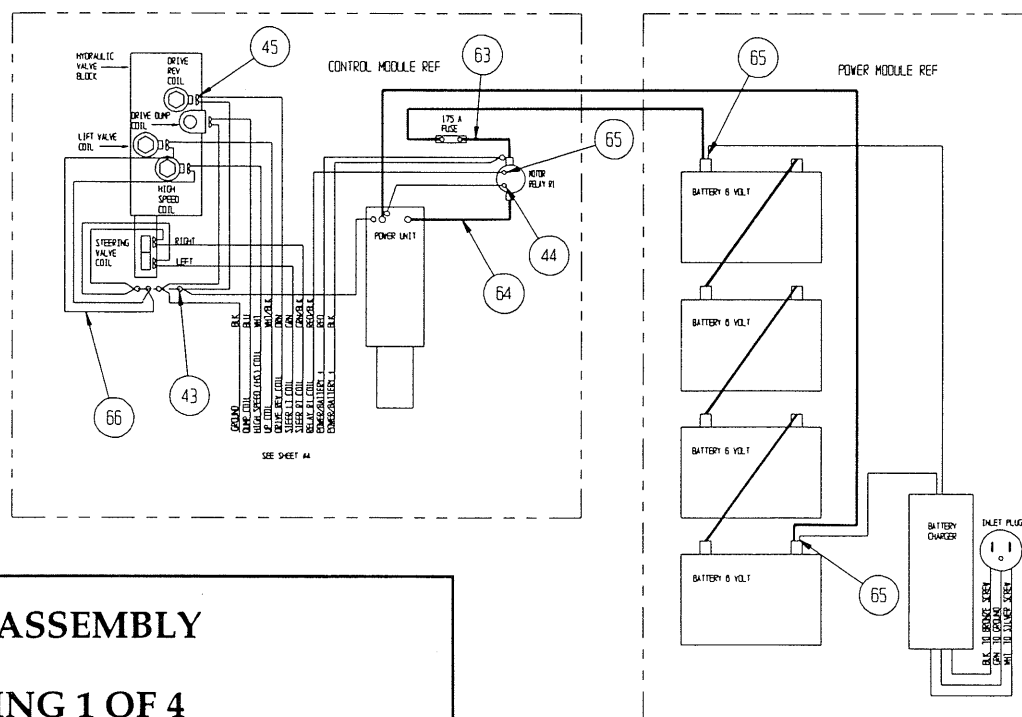 HYDRAULIC
VALVE
BLOCK
DRIVE
REV
COIL
45
DRIVE DUMP
COIL
LIFT VALVE
COIL
HIGH
SPEED
COIL
STEERING
VALVE
COIL
RIGHT
LEFT
66
43
CONTROL MODULE REF
63
175 A
FUSE
65
MOTOR
RELAY R1
44
POWER UNIT
64
BLK
BLU
WHT
WHT/BLK
ORN
GRN
GRN/BLK
RED/BLK
RED
BLK
GROUND
DUMP COIL
HIGH SPEED (HS) COIL
UP COIL
DRIVE REV COIL
STEER LT COIL
STEER RT COIL
RELAY R1 COIL
POWER/BATTERY
POWER/BATTERY
SEE SHEET #4
POWER MODULE REF
65
BATTERY 6 VOLT
BATTERY 6 VOLT
BATTERY 6 VOLT
BATTERY 6 VOLT
65
BATTERY
CHARGER
INLET PLUG
BLK TO BRONZE SCREW
GRN TO GROUND
WHT TO SILVER SCREW
ASSEMBLY
ING 1 OF 4